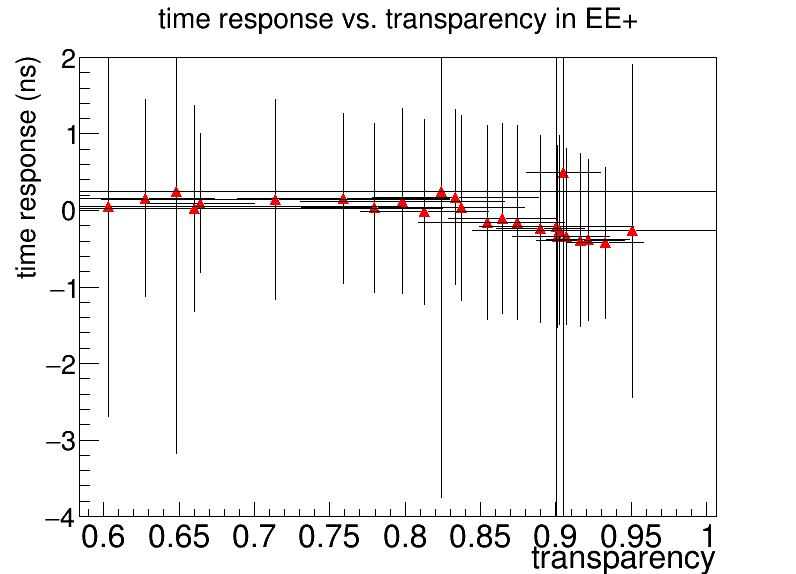 time response vs. transparency in EE+
time response (ns)
2
1
0
−1
−2
−3
−4
0.6 0.65 0.7 0.75 0.8 0.85 0.9 0.95 1
transparency